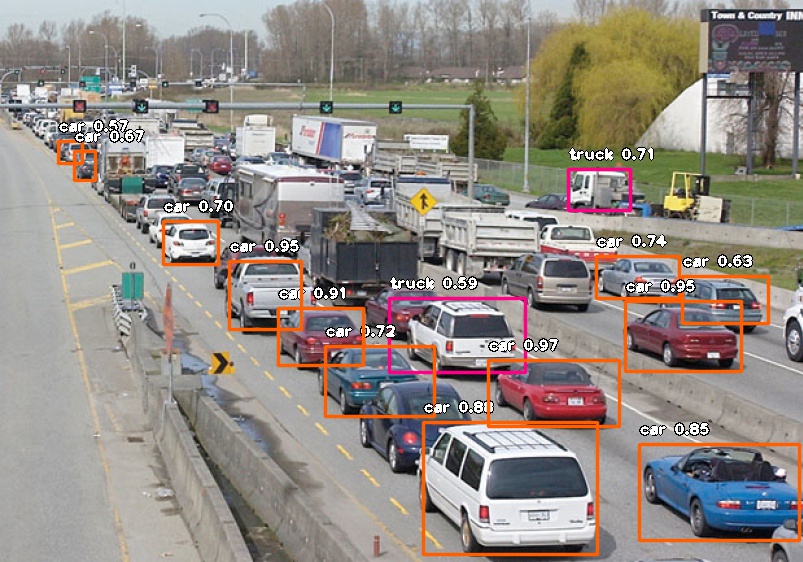 Town & Country INN
car 0.57
car 0.67
truck 0.71
car 0.70
car 0.74
car 0.95
car 0.63
truck 0.59
car 0.95
car 0.91
car 0.72
car 0.97
car 0.88
car 0.85